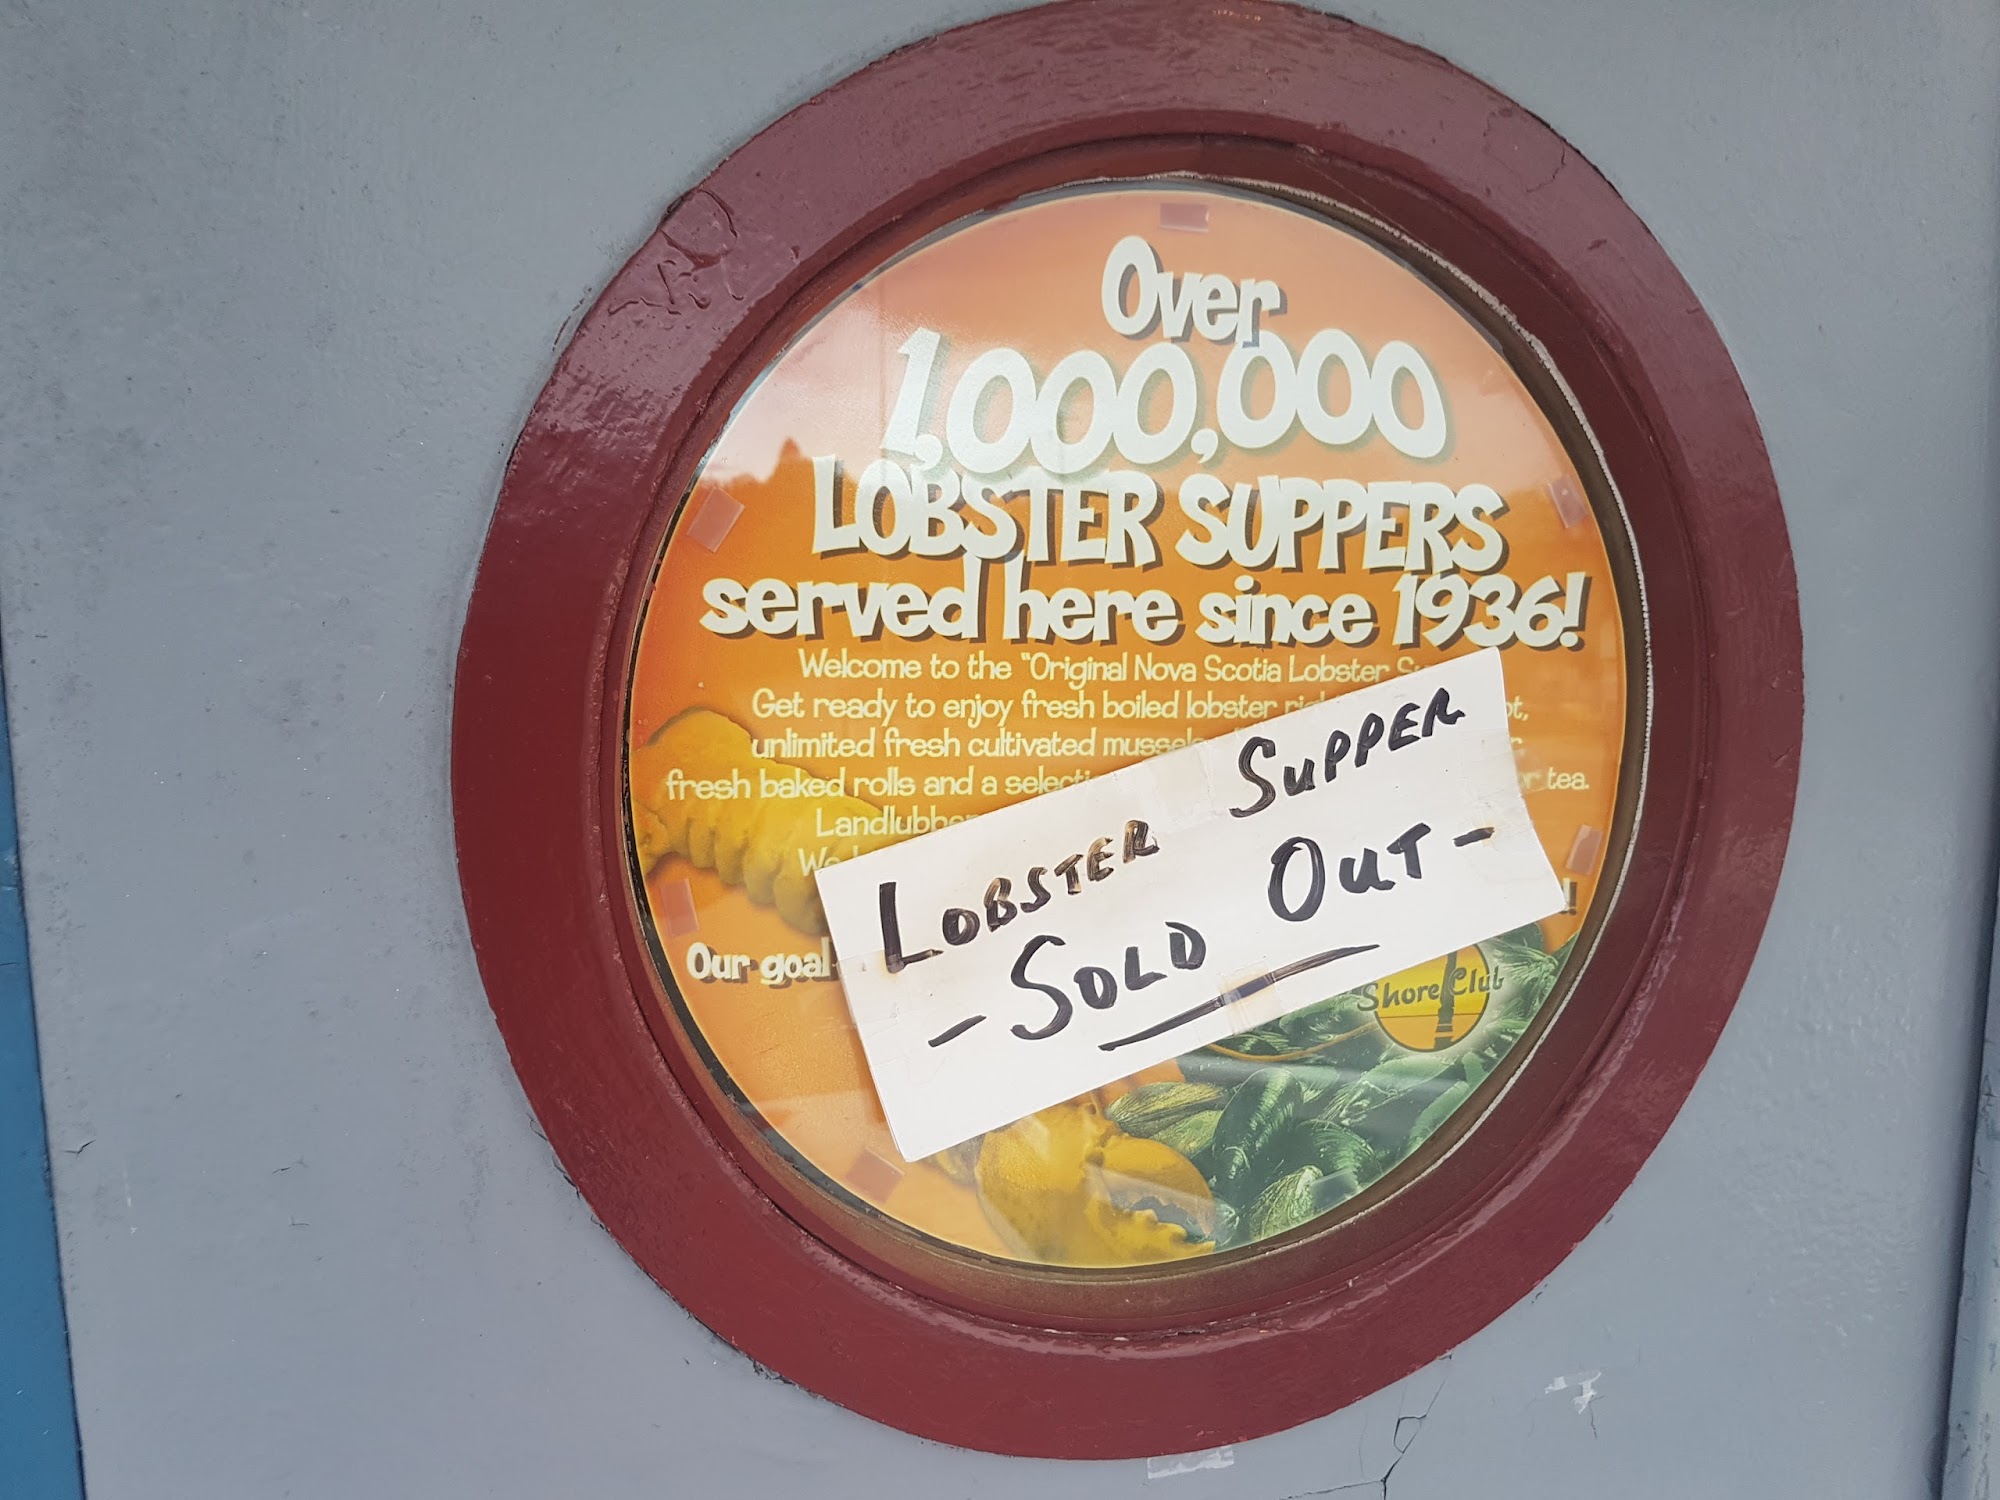 Over
1,000,000
LOBSTER SUPPERS
served here since 1936!
Welcome to the "Original Nova Scotia Lobster
Get ready to enjoy fresh boiled lobster
unlimited fresh cultivated mussels
fresh baked rolls and a or tea.
Our goal
LOBSTER SUPPER
- SOLD OUT -
Shore Club